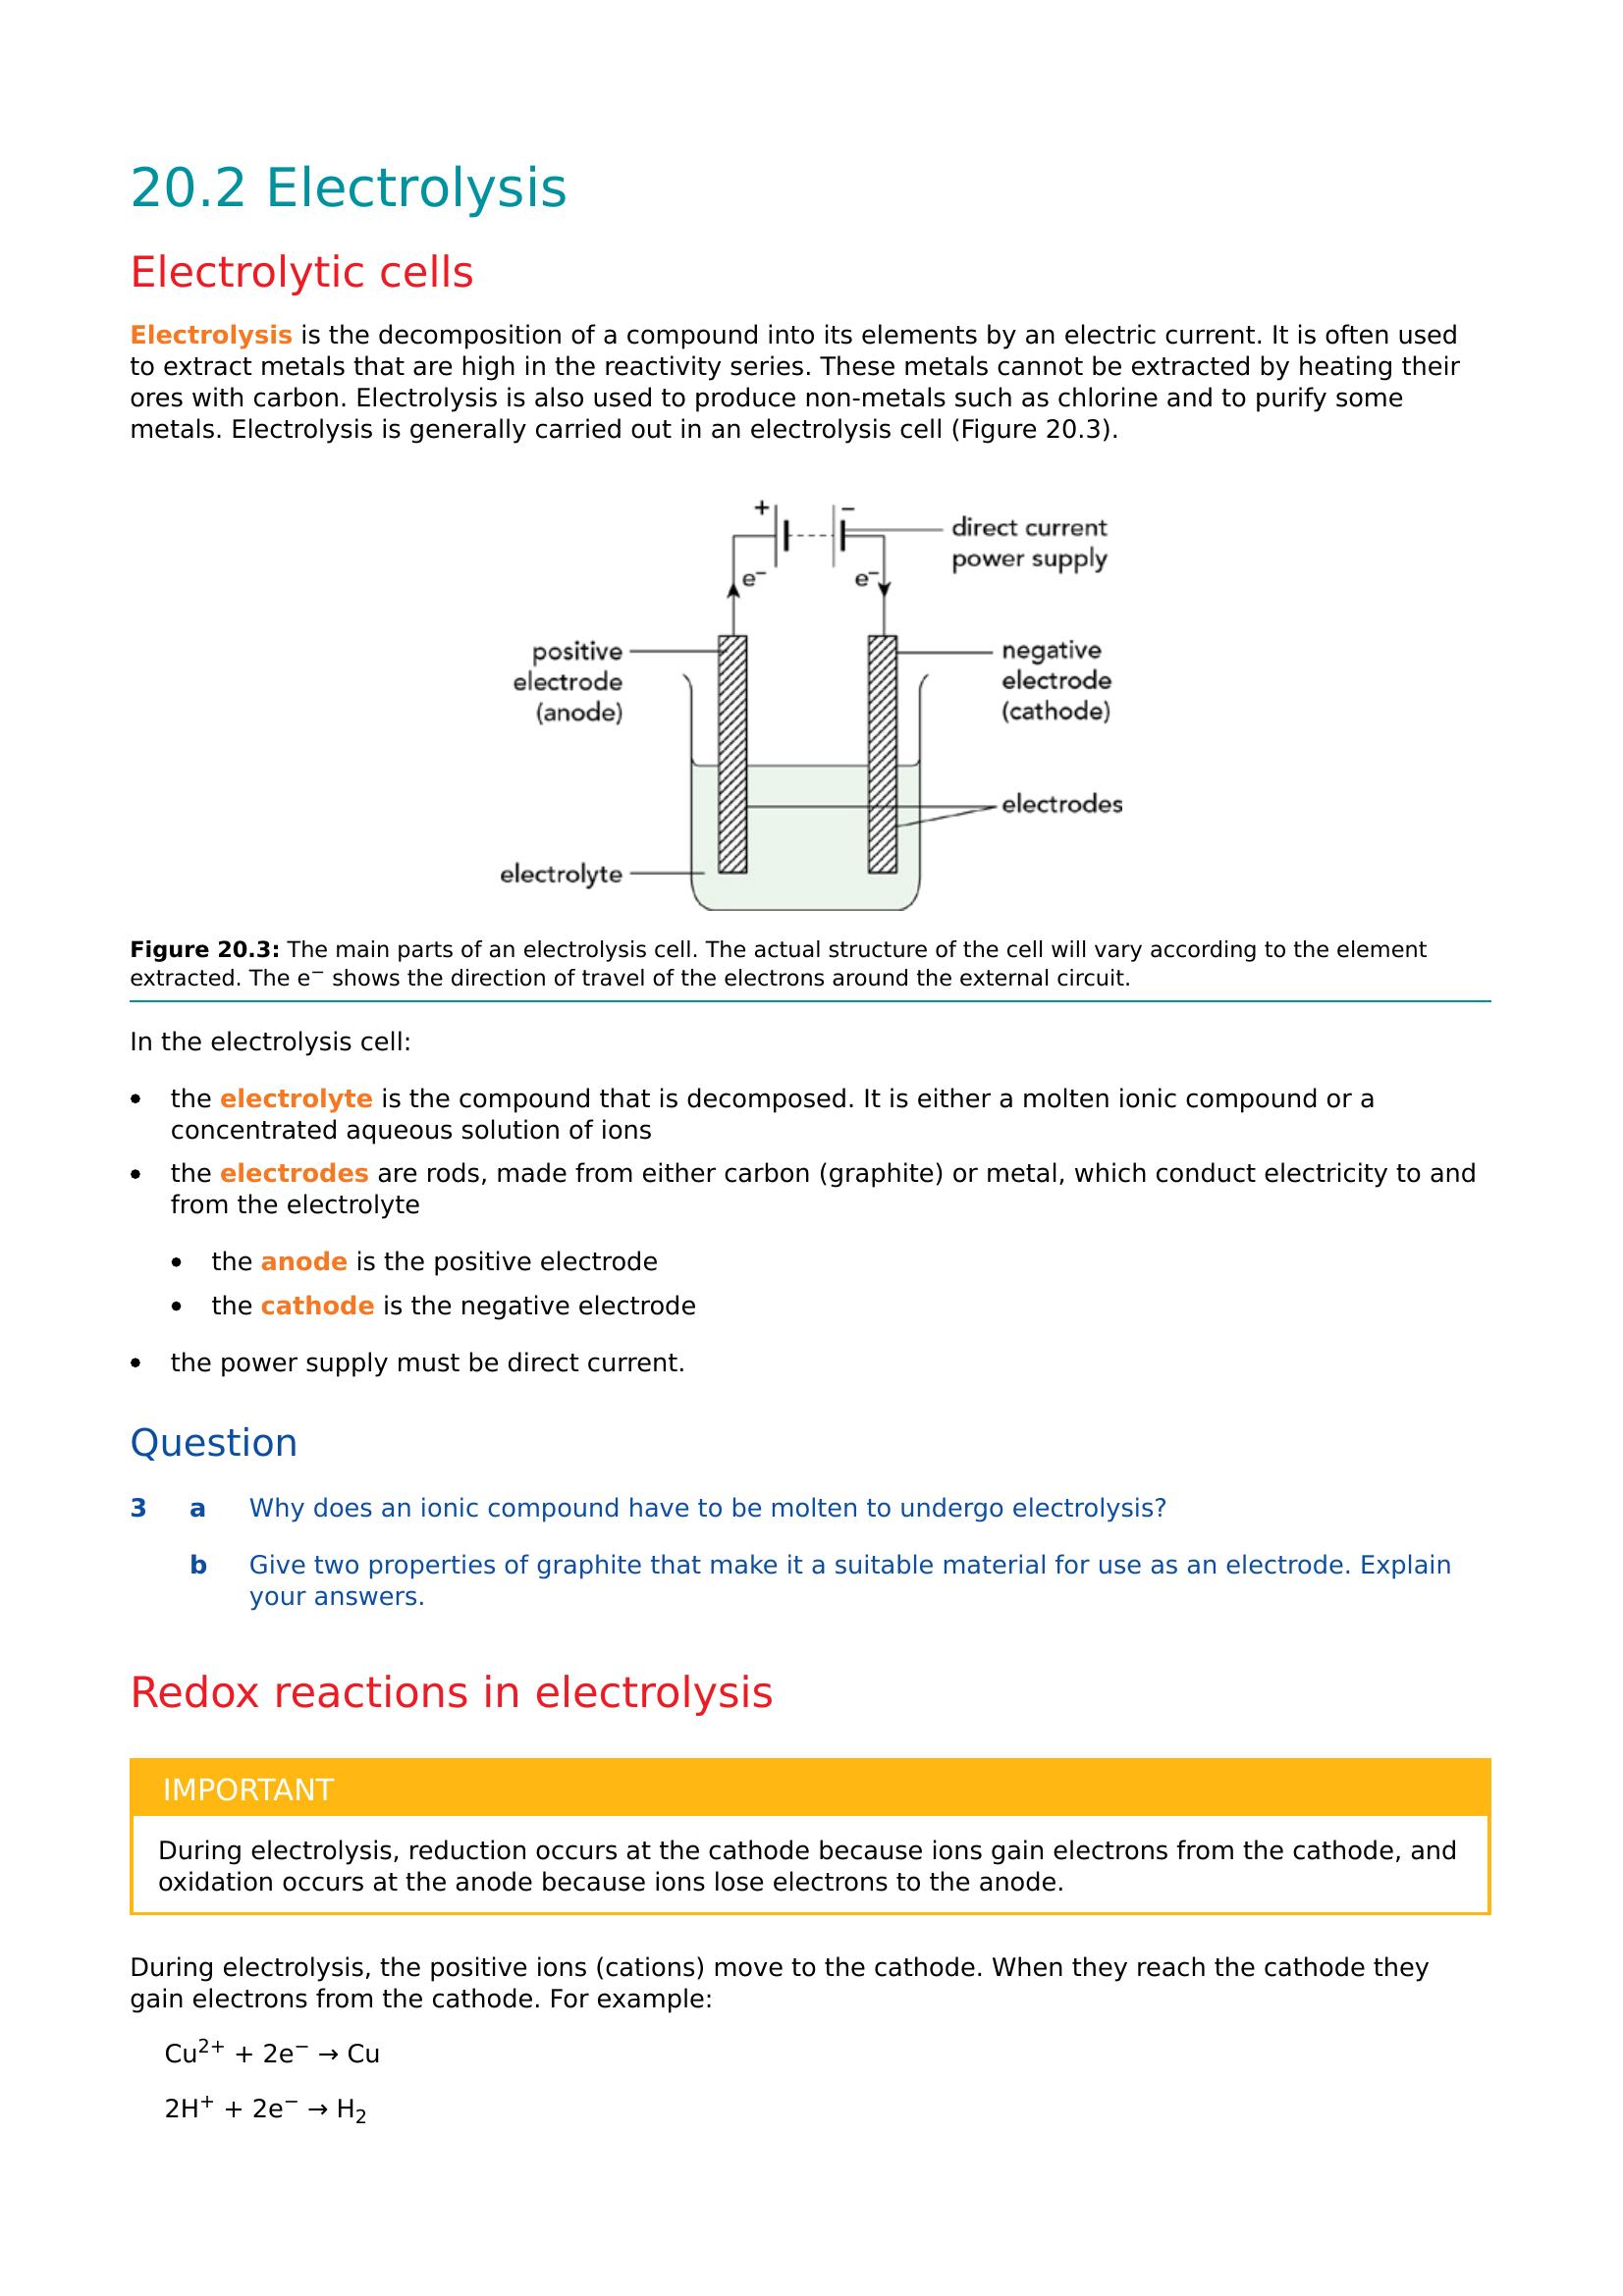 20.2 Electrolysis
Electrolytic cells
Electrolysis is the decomposition of a compound into its elements by an electric current. It is often used
to extract metals that are high in the reactivity series. These metals cannot be extracted by heating their
ores with carbon. Electrolysis is also used to produce non-metals such as chlorine and to purify some
metals. Electrolysis is generally carried out in an electrolysis cell (Figure 20.3).
+
−
direct current
power supply
e⁻
e⁻
positive
electrode
(anode)
negative
electrode
(cathode)
electrodes
electrolyte
Figure 20.3: The main parts of an electrolysis cell. The actual structure of the cell will vary according to the element
extracted. The e⁻ shows the direction of travel of the electrons around the external circuit.
In the electrolysis cell:
• the electrolyte is the compound that is decomposed. It is either a molten ionic compound or a
concentrated aqueous solution of ions
• the electrodes are rods, made from either carbon (graphite) or metal, which conduct electricity to and
from the electrolyte
• the anode is the positive electrode
• the cathode is the negative electrode
• the power supply must be direct current.
Question
3 a Why does an ionic compound have to be molten to undergo electrolysis?
b Give two properties of graphite that make it a suitable material for use as an electrode. Explain
your answers.
Redox reactions in electrolysis
IMPORTANT
During electrolysis, reduction occurs at the cathode because ions gain electrons from the cathode, and
oxidation occurs at the anode because ions lose electrons to the anode.
During electrolysis, the positive ions (cations) move to the cathode. When they reach the cathode they
gain electrons from the cathode. For example:
Cu²⁺ + 2e⁻ → Cu
2H⁺ + 2e⁻ → H₂